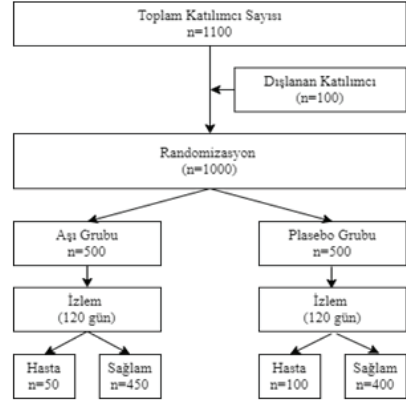 Toplam Katılımcı Sayısı
n=1100
Dışlanan Katılımcı
(n=100)
Randomizasyon
(n=1000)
Aşı Grubu
n=500
Plasebo Grubu
n=500
İzlem
(120 gün)
İzlem
(120 gün)
Hasta
n=50
Sağlam
n=450
Hasta
n=100
Sağlam
n=400